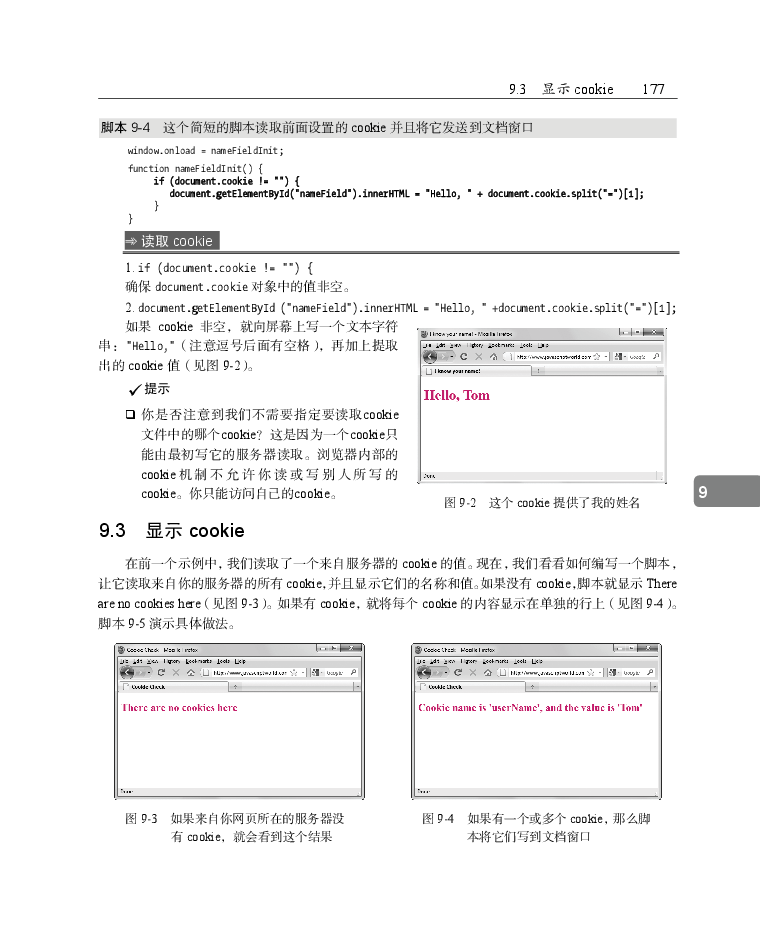 9.3 显示 cookie 177
脚本 9-4 这个简短的脚本读取前面设置的 cookie 并且将它发送到文档窗口
window.onload = nameFieldInit;
function nameFieldInit() {
if (document.cookie != "") {
document.getElementById("nameField").innerHTML = "Hello, " + document.cookie.split("=")[1];
}
}
读取 cookie
1. if (document.cookie != "") {
确保 document.cookie 对象中的值非空。
2. document.getElementById ("nameField").innerHTML = "Hello, " +document.cookie.split("=")[1];
如果 cookie 非空，就向屏幕上写一个文本字符
串："Hello,"（注意逗号后面有空格），再加上提取
出的 cookie 值（见图 9-2）。
✓提示
❑ 你是否注意到我们不需要指定要读取cookie
文件中的哪个cookie？这是因为一个cookie只
能由最初写它的服务器读取。浏览器内部的
cookie机制不允许你读或写别人所写的
cookie。你只能访问自己的cookie。
I know your name! - Mozilla Firefox
File Edit View History Bookmarks Tools Help
http://www.javascriptworld.com Google
I know your name!
Hello, Tom
Done
图 9-2 这个 cookie 提供了我的姓名
9
9.3 显示 cookie
在前一个示例中，我们读取了一个来自服务器的 cookie 的值。现在，我们看看如何编写一个脚本，
让它读取来自你的服务器的所有 cookie，并且显示它们的名称和值。如果没有 cookie，脚本就显示 There
are no cookies here（见图 9-3）。如果有 cookie，就将每个 cookie 的内容显示在单独的行上（见图 9-4）。
脚本 9-5 演示具体做法。
Cookie Check - Mozilla Firefox
File Edit View History Bookmarks Tools Help
http://www.javascriptworld.com Google
Cookie Check
There are no cookies here
Done
图 9-3 如果来自你网页所在的服务器没
有 cookie，就会看到这个结果
Cookie Check - Mozilla Firefox
File Edit View History Bookmarks Tools Help
http://www.javascriptworld.com Google
Cookie Check
Cookie name is 'userName', and the value is 'Tom'
Done
图 9-4 如果有一个或多个 cookie，那么脚
本将它们写到文档窗口